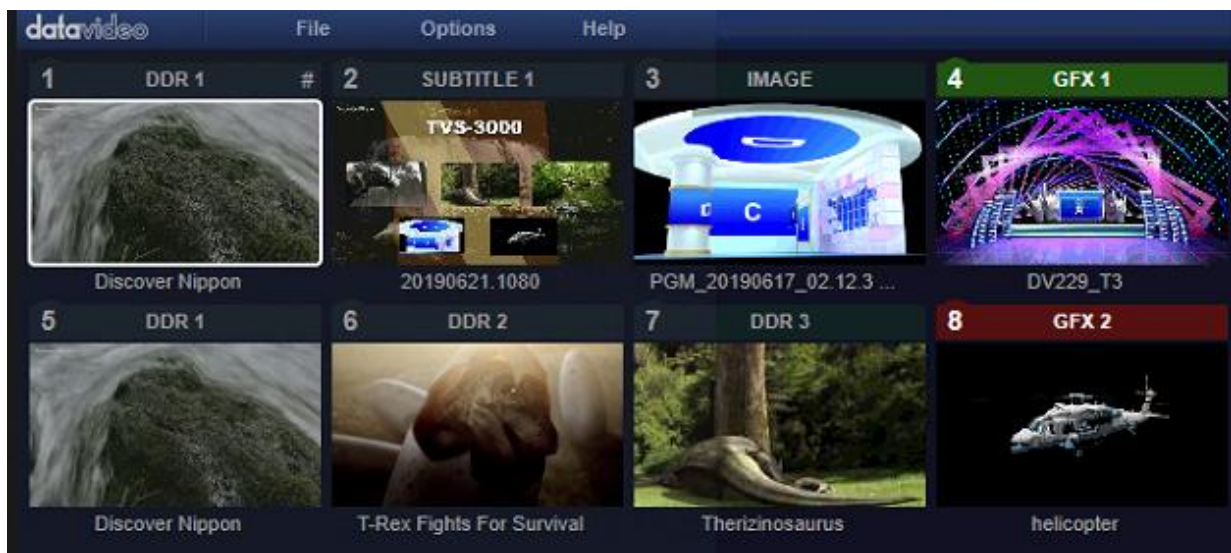 datavideo File Options Help
1 DDR 1 # 2 SUBTITLE 1 3 IMAGE 4 GFX 1
TVS-3000
C
Discover Nippon 20190621.1080 PGM_20190617_02.12.3 ... DV229_T3
5 DDR 1 6 DDR 2 7 DDR 3 8 GFX 2
Discover Nippon T-Rex Fights For Survival Therizinosaurus helicopter